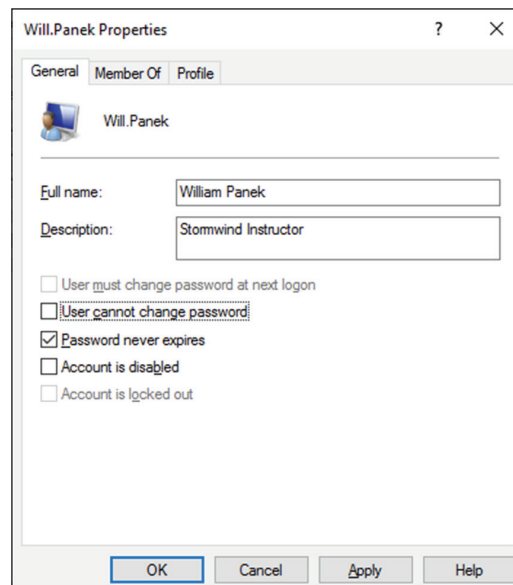 Will.Panek Properties
?
General Member Of Profile
Will.Panek
Full name: William Panek
Description: Stormwind Instructor
User must change password at next logon
User cannot change password
Password never expires
Account is disabled
Account is locked out
OK Cancel Apply Help